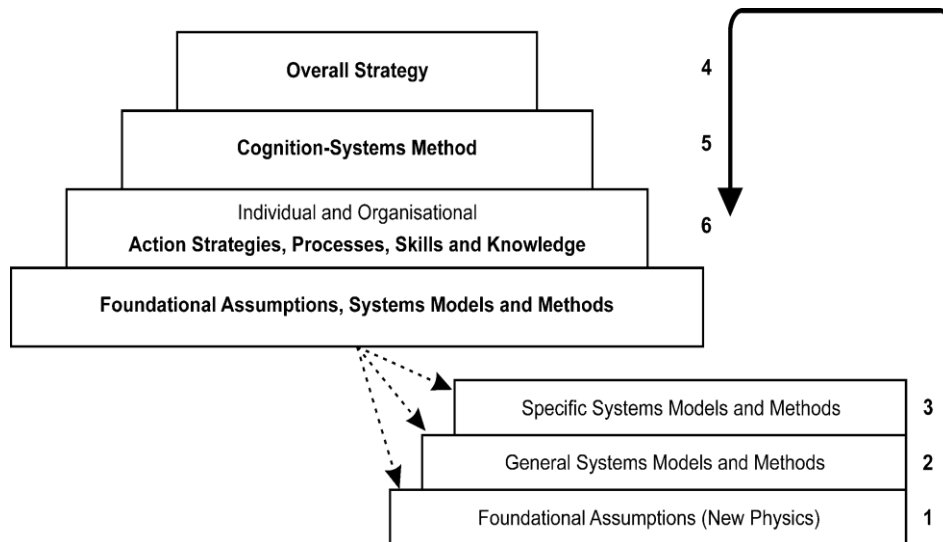 Overall Strategy
4
Cognition-Systems Method
5
Individual and Organisational
Action Strategies, Processes, Skills and Knowledge
6
Foundational Assumptions, Systems Models and Methods
Specific Systems Models and Methods
3
General Systems Models and Methods
2
Foundational Assumptions (New Physics)
1